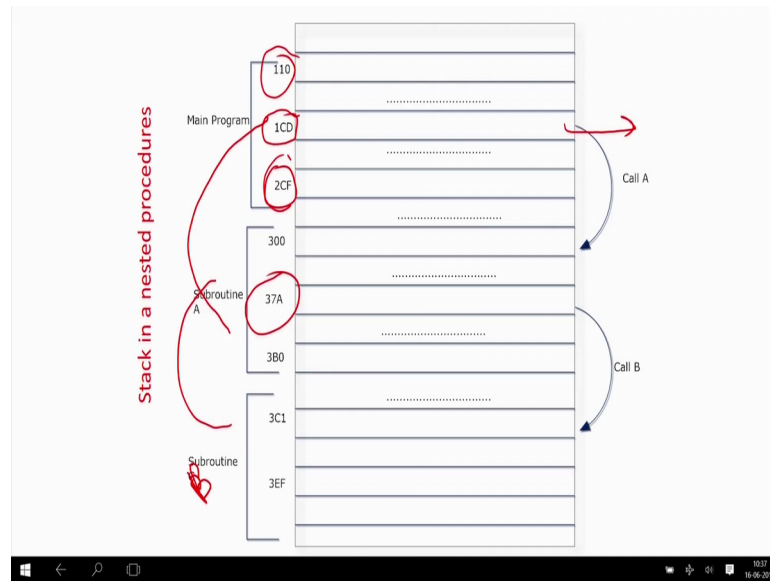 Stack in a nested procedures
Main Program
110
1CD
2CF
Call A
Subroutine
A
300
37A
3B0
Call B
Subroutine
B
3C1
3EF
10:37
16-06-20